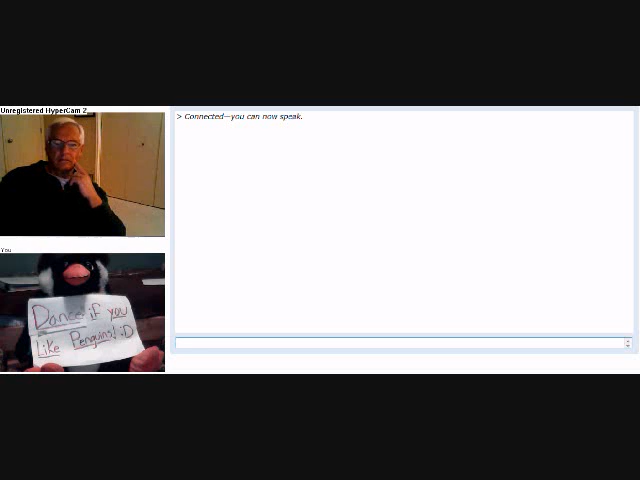 Unregistered HyperCam 2
> Connected—you can now speak.
You
Dance if you
Like Penguins! :D